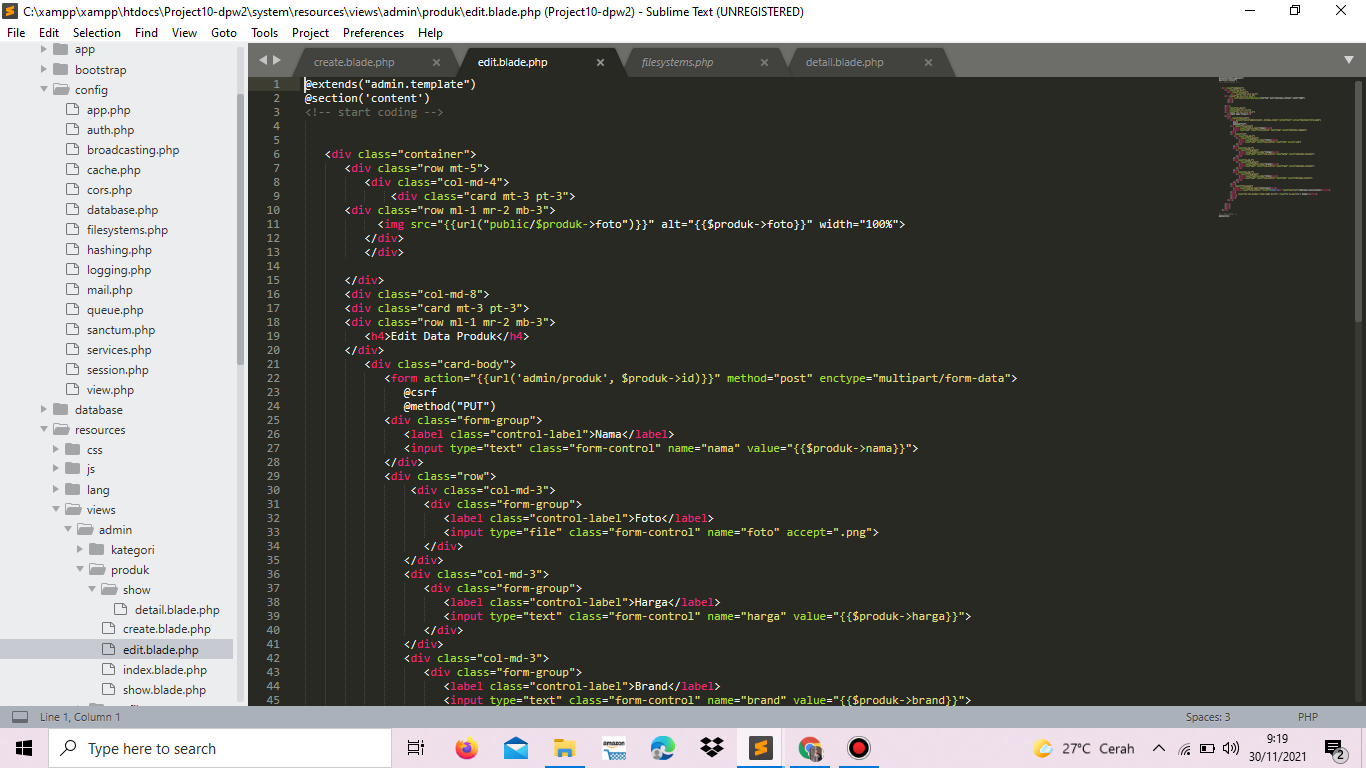 C:\xampp\xampp\htdocs\Project10-dpw2\system\resources\views\admin\produk\edit.blade.php (Project10-dpw2) - Sublime Text (UNREGISTERED)
File Edit Selection Find View Goto Tools Project Preferences Help
app
bootstrap
config
app.php
auth.php
broadcasting.php
cache.php
cors.php
database.php
filesystems.php
hashing.php
logging.php
mail.php
queue.php
sanctum.php
services.php
session.php
view.php
database
resources
css
js
lang
views
admin
kategori
produk
show
detail.blade.php
create.blade.php
edit.blade.php
index.blade.php
show.blade.php
create.blade.php edit.blade.php filesystems.php detail.blade.php
1 @extends("admin.template")
2 @section('content')
3 <!-- start coding -->
4
5
6 <div class="container">
7 <div class="row mt-5">
8 <div class="col-md-4">
9 <div class="card mt-3 pt-3">
10 <div class="row ml-1 mr-2 mb-3">
11 <img src="{{url("public/$produk->foto")}}" alt="{{$produk->foto}}" width="100%">
12 </div>
13 </div>
14
15 </div>
16 <div class="col-md-8">
17 <div class="card mt-3 pt-3">
18 <div class="row ml-1 mr-2 mb-3">
19 <h4>Edit Data Produk</h4>
20 </div>
21 <div class="card-body">
22 <form action="{{url('admin/produk', $produk->id)}}" method="post" enctype="multipart/form-data">
23 @csrf
24 @method("PUT")
25 <div class="form-group">
26 <label class="control-label">Nama</label>
27 <input type="text" class="form-control" name="nama" value="{{$produk->nama}}">
28 </div>
29 <div class="row">
30 <div class="col-md-3">
31 <div class="form-group">
32 <label class="control-label">Foto</label>
33 <input type="file" class="form-control" name="foto" accept=".png">
34 </div>
35 </div>
36 <div class="col-md-3">
37 <div class="form-group">
38 <label class="control-label">Harga</label>
39 <input type="text" class="form-control" name="harga" value="{{$produk->harga}}">
40 </div>
41 </div>
42 <div class="col-md-3">
43 <div class="form-group">
44 <label class="control-label">Brand</label>
45 <input type="text" class="form-control" name="brand" value="{{$produk->brand}}">
Line 1, Column 1 Spaces: 3 PHP
Type here to search
amazon
27°C Cerah
9:19
30/11/2021
2